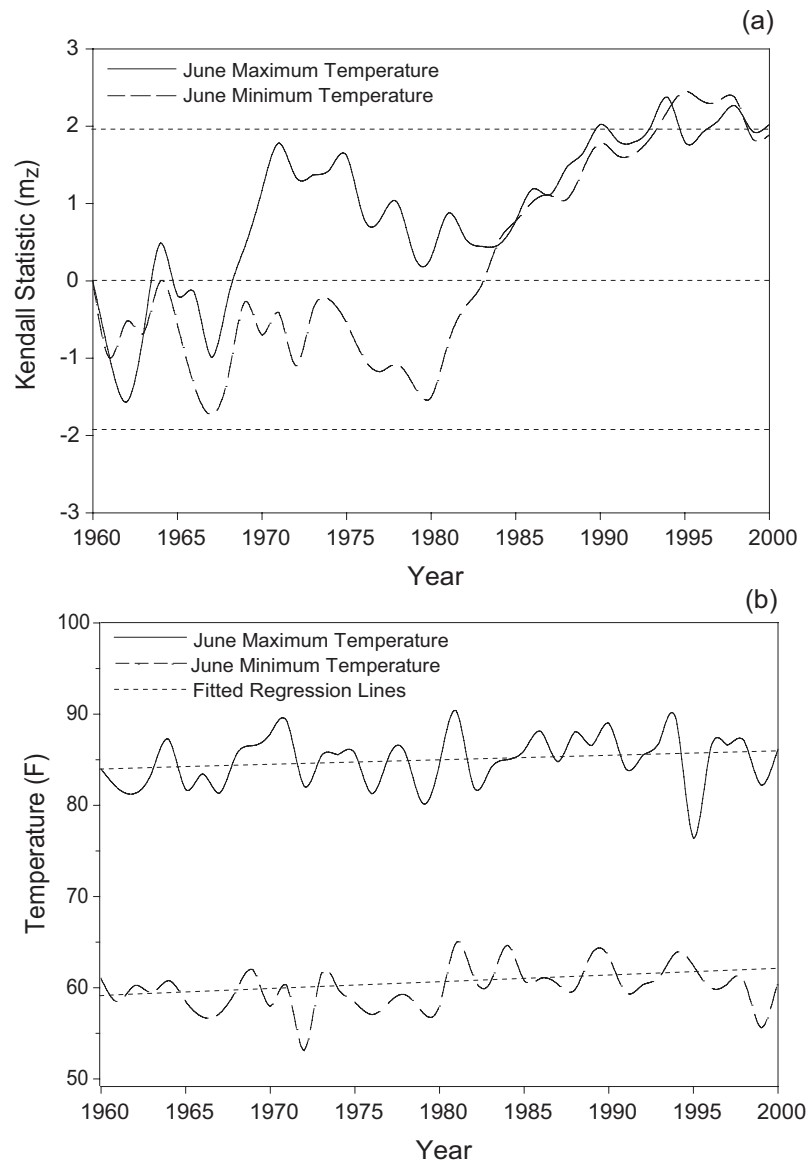 (a)
3
2
1
0
-1
-2
-3
Kendall Statistic (mz)
June Maximum Temperature
June Minimum Temperature
1960 1965 1970 1975 1980 1985 1990 1995 2000
Year
(b)
100
90
80
70
60
50
Temperature (F)
June Maximum Temperature
June Minimum Temperature
Fitted Regression Lines
1960 1965 1970 1975 1980 1985 1990 1995 2000
Year